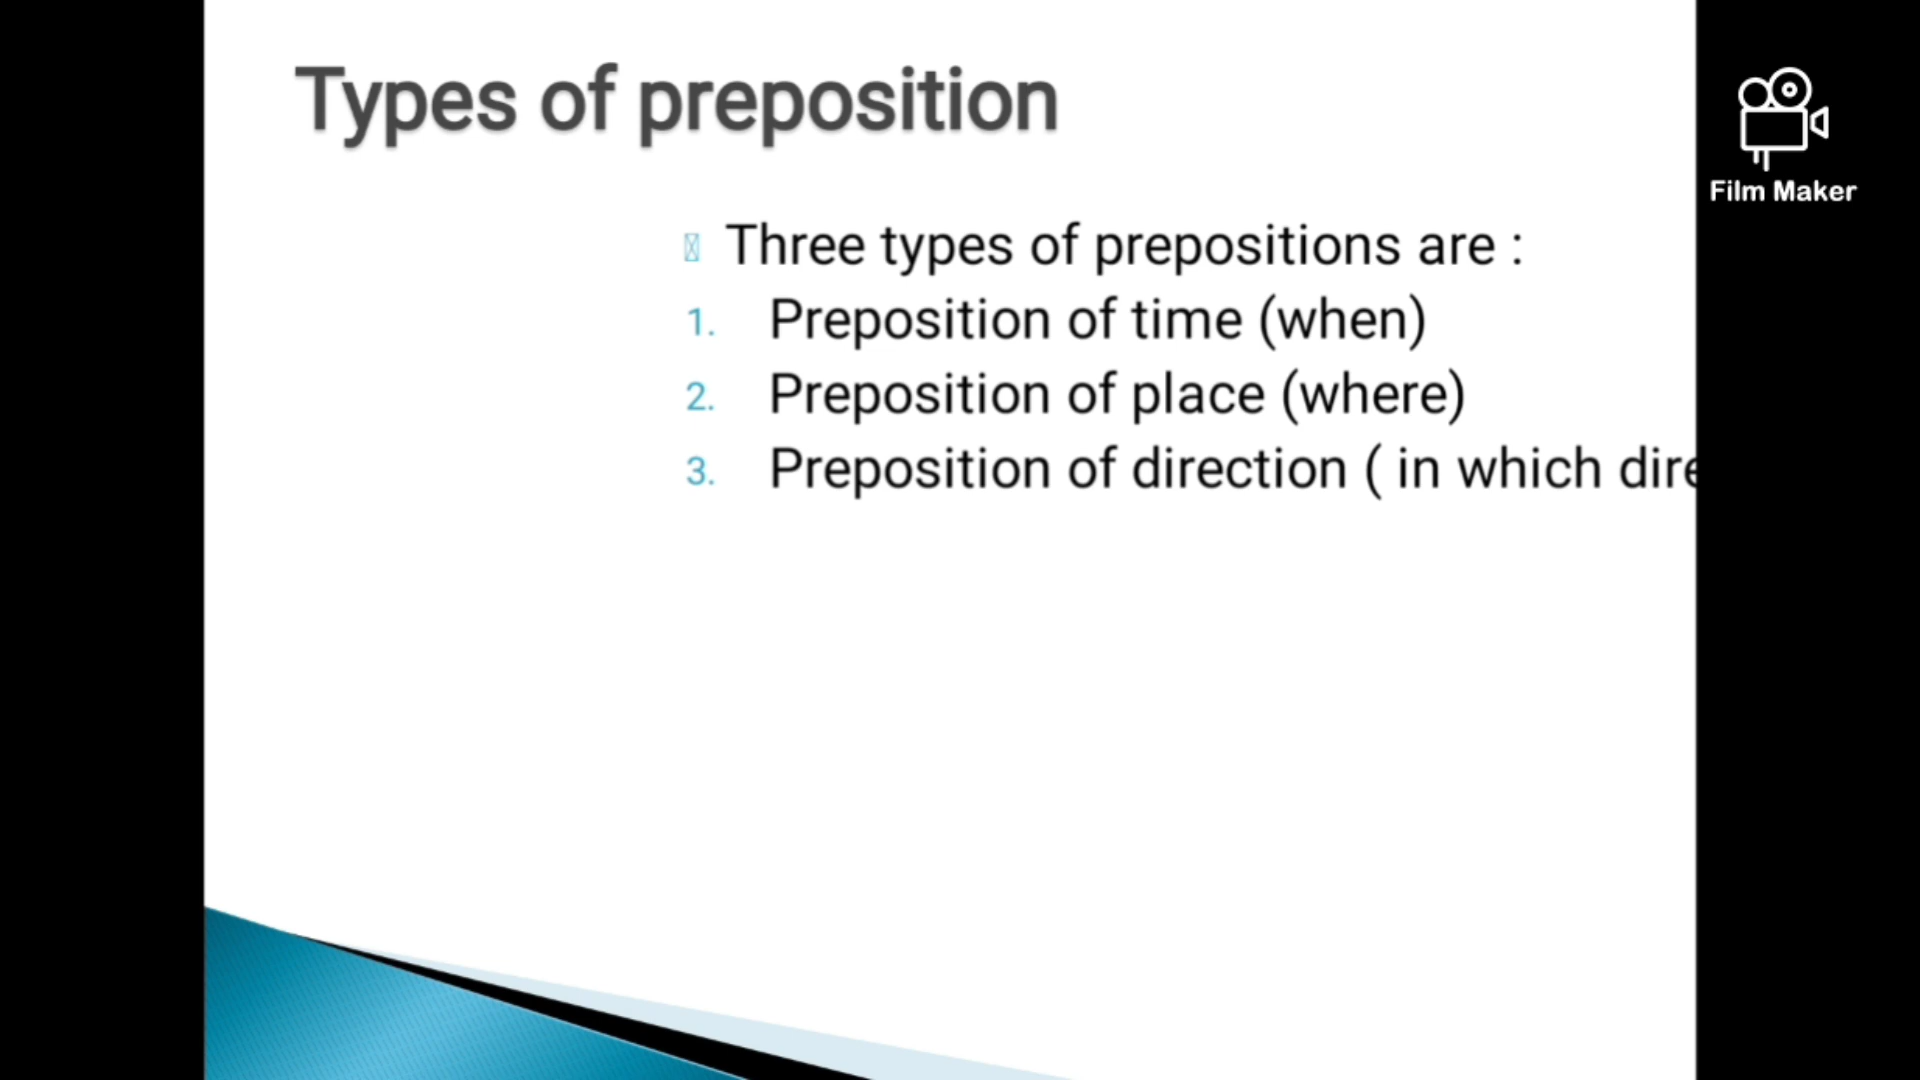 Types of preposition
Film Maker
Three types of prepositions are :
1. Preposition of time (when)
2. Preposition of place (where)
3. Preposition of direction ( in which